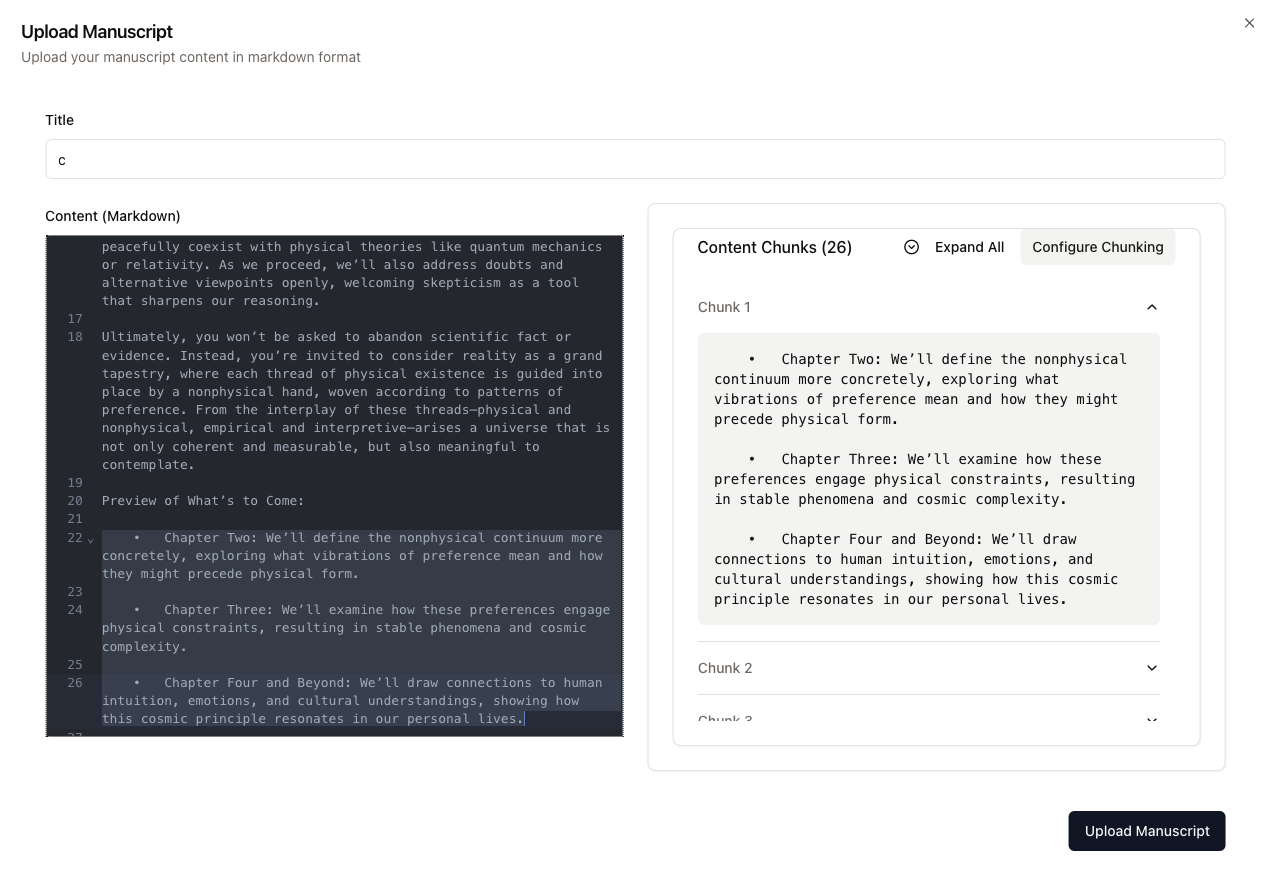 Upload Manuscript
Upload your manuscript content in markdown format
Title
c
Content (Markdown)
peacefully coexist with physical theories like quantum mechanics
or relativity. As we proceed, we’ll also address doubts and
alternative viewpoints openly, welcoming skepticism as a tool
that sharpens our reasoning.
17
18 Ultimately, you won’t be asked to abandon scientific fact or
evidence. Instead, you’re invited to consider reality as a grand
tapestry, where each thread of physical existence is guided into
place by a nonphysical hand, woven according to patterns of
preference. From the interplay of these threads—physical and
nonphysical, empirical and interpretive—arises a universe that is
not only coherent and measurable, but also meaningful to
contemplate.
19
20 Preview of What’s to Come:
21
22 • Chapter Two: We’ll define the nonphysical continuum more
concretely, exploring what vibrations of preference mean and how
they might precede physical form.
23
24 • Chapter Three: We’ll examine how these preferences engage
physical constraints, resulting in stable phenomena and cosmic
complexity.
25
26 • Chapter Four and Beyond: We’ll draw connections to human
intuition, emotions, and cultural understandings, showing how
this cosmic principle resonates in our personal lives.
27
Content Chunks (26) Expand All Configure Chunking
Chunk 1
• Chapter Two: We’ll define the nonphysical
continuum more concretely, exploring what
vibrations of preference mean and how they might
precede physical form.
• Chapter Three: We’ll examine how these
preferences engage physical constraints, resulting
in stable phenomena and cosmic complexity.
• Chapter Four and Beyond: We’ll draw
connections to human intuition, emotions, and
cultural understandings, showing how this cosmic
principle resonates in our personal lives.
Chunk 2
Chunk 3
Upload Manuscript